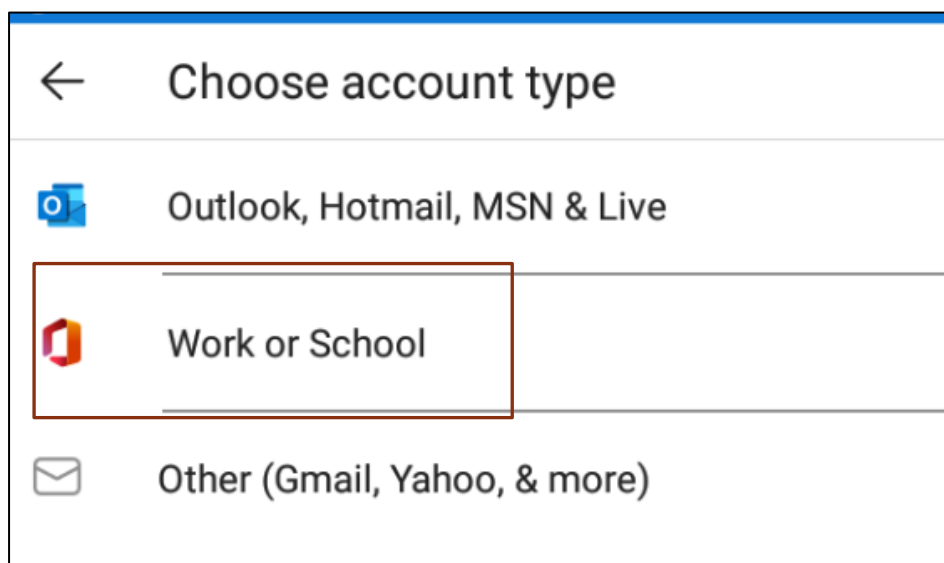 Choose account type
Outlook, Hotmail, MSN & Live
Work or School
Other (Gmail, Yahoo, & more)